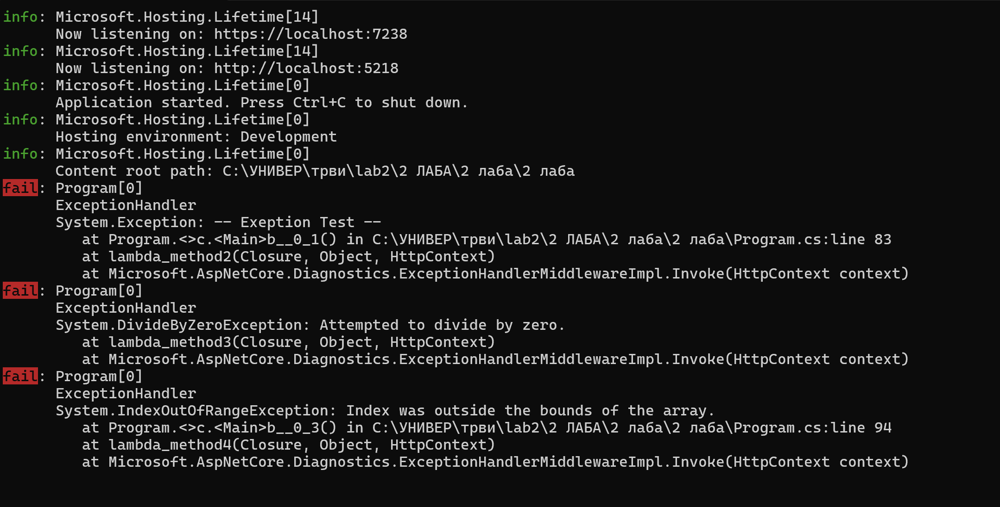 info: Microsoft.Hosting.Lifetime[14]
      Now listening on: https://localhost:7238
info: Microsoft.Hosting.Lifetime[14]
      Now listening on: http://localhost:5218
info: Microsoft.Hosting.Lifetime[0]
      Application started. Press Ctrl+C to shut down.
info: Microsoft.Hosting.Lifetime[0]
      Hosting environment: Development
info: Microsoft.Hosting.Lifetime[0]
      Content root path: C:\УНИВЕР\трви\lab2\2 ЛАБА\2 лаба\2 лаба
fail: Program[0]
      ExceptionHandler
      System.Exception: -- Exeption Test --
         at Program.<>c.<Main>b__0_1() in C:\УНИВЕР\трви\lab2\2 ЛАБА\2 лаба\2 лаба\Program.cs:line 83
         at lambda_method2(Closure, Object, HttpContext)
         at Microsoft.AspNetCore.Diagnostics.ExceptionHandlerMiddlewareImpl.Invoke(HttpContext context)
fail: Program[0]
      ExceptionHandler
      System.DivideByZeroException: Attempted to divide by zero.
         at lambda_method3(Closure, Object, HttpContext)
         at Microsoft.AspNetCore.Diagnostics.ExceptionHandlerMiddlewareImpl.Invoke(HttpContext context)
fail: Program[0]
      ExceptionHandler
      System.IndexOutOfRangeException: Index was outside the bounds of the array.
         at Program.<>c.<Main>b__0_3() in C:\УНИВЕР\трви\lab2\2 ЛАБА\2 лаба\2 лаба\Program.cs:line 94
         at lambda_method4(Closure, Object, HttpContext)
         at Microsoft.AspNetCore.Diagnostics.ExceptionHandlerMiddlewareImpl.Invoke(HttpContext context)